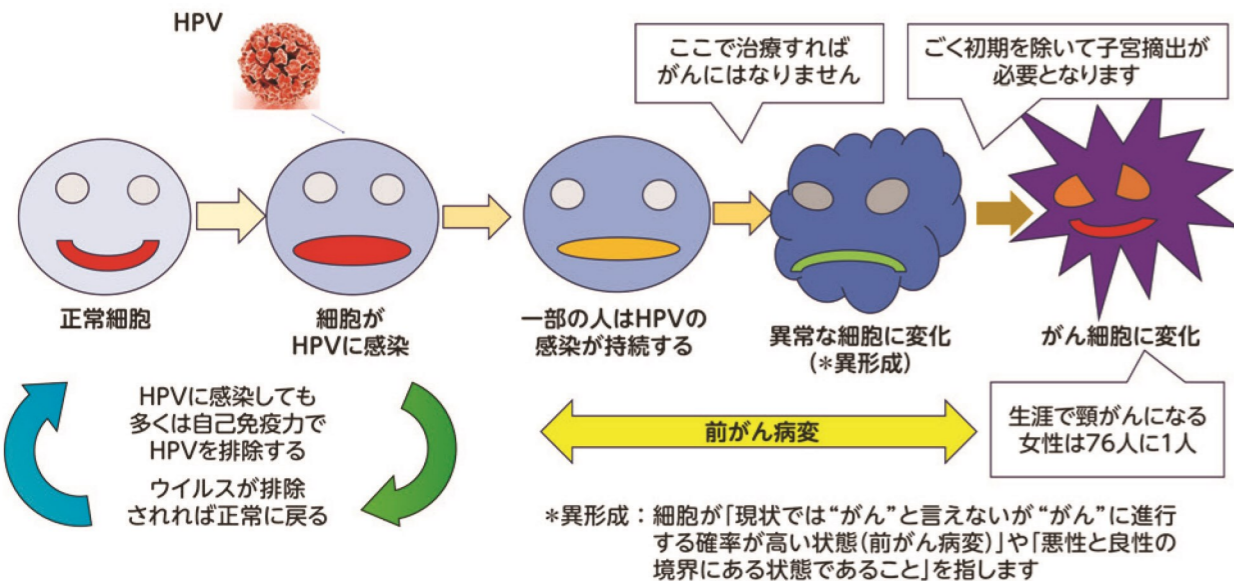 HPV
ここで治療すれば
がんにはなりません
ごく初期を除いて子宮摘出が
必要となります
正常細胞
細胞が
HPVに感染
一部の人はHPVの
感染が持続する
異常な細胞に変化
(*異形成)
がん細胞に変化
HPVに感染しても
多くは自己免疫力で
HPVを排除する
ウイルスが排除
されれば正常に戻る
前がん病変
生涯で頸がんになる
女性は76人に1人
*異形成：細胞が「現状では“がん”と言えないが“がん”に進行
する確率が高い状態(前がん病変)」や「悪性と良性の
境界にある状態であること」を指します